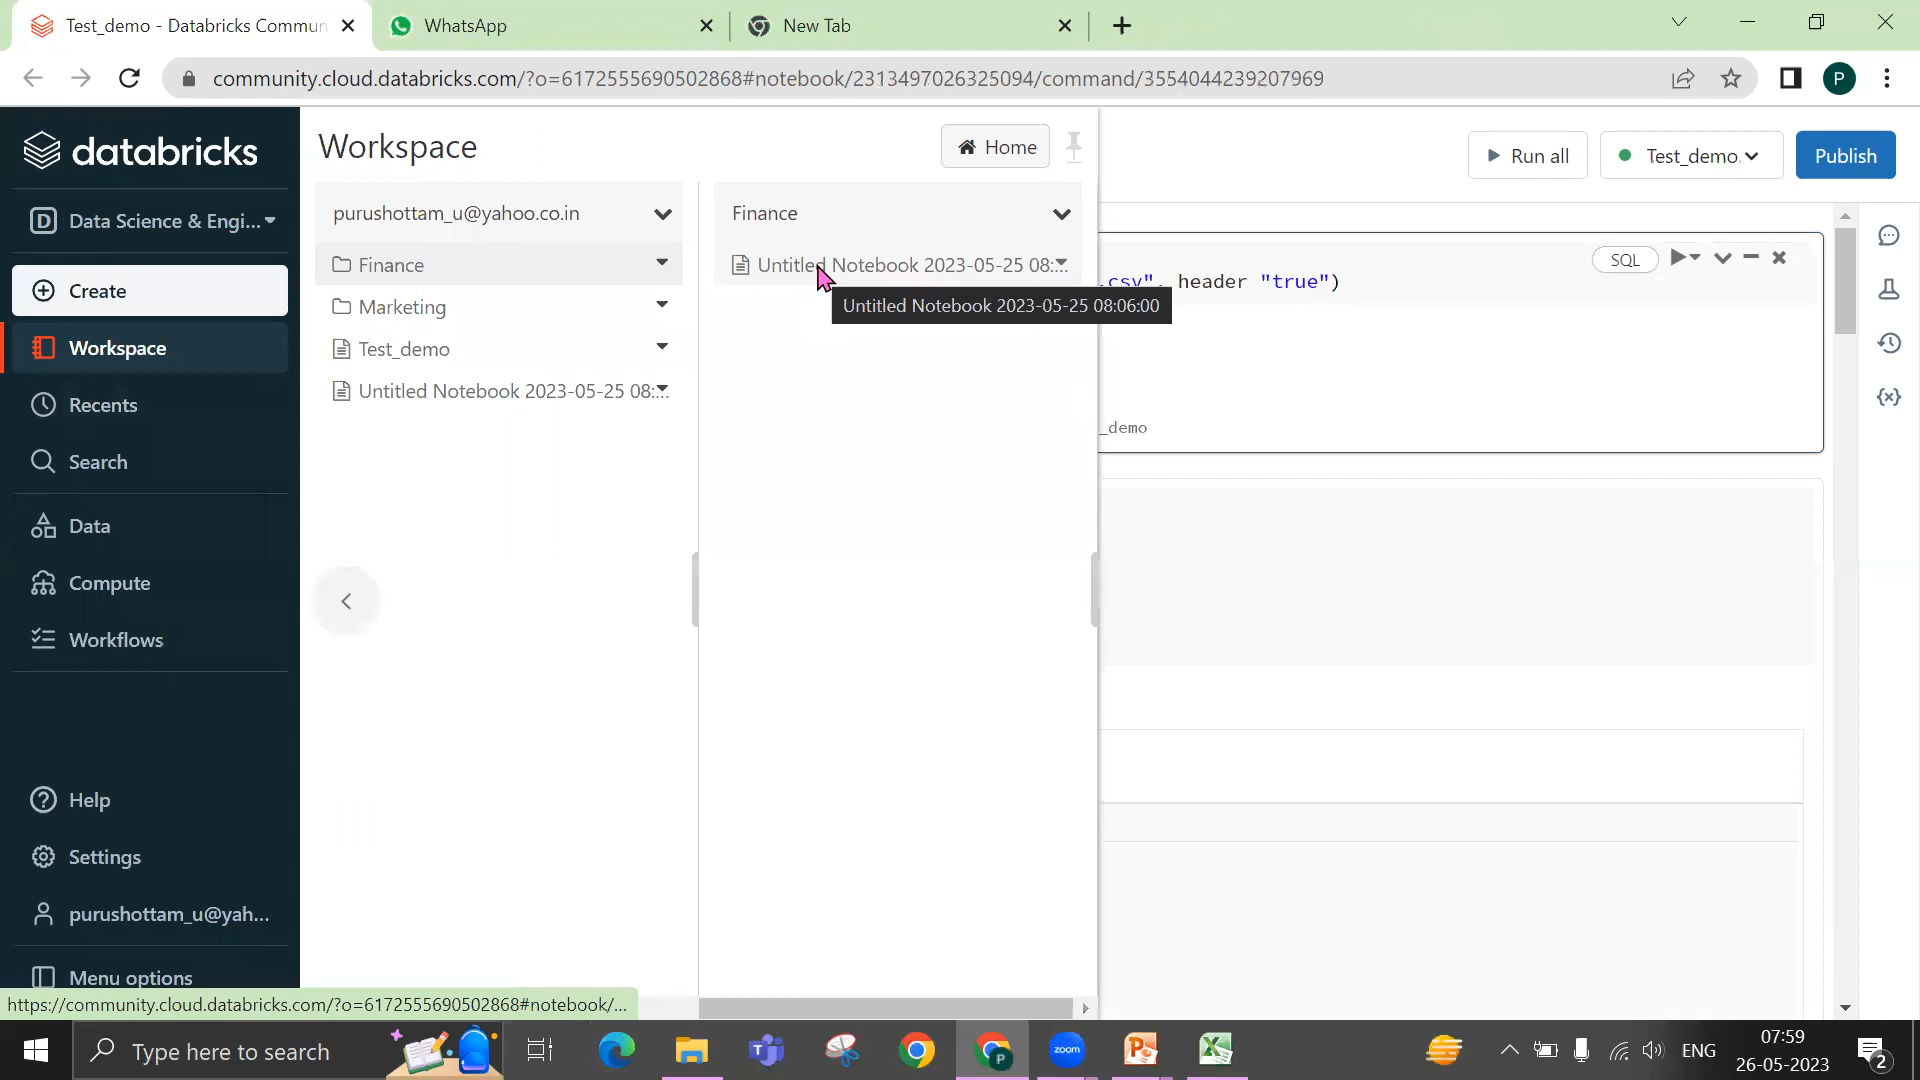 Test_demo - Databricks Commun
WhatsApp
New Tab
community.cloud.databricks.com/?o=6172555690502868#notebook/2313497026325094/command/3554044239207969
P
databricks
Workspace
Home
Run all
Test_demo
Publish
D Data Science & Engi...
purushottam_u@yahoo.co.in
Finance
Create
Finance
Untitled Notebook 2023-05-25 08:...
SQL
.csv", header "true")
Untitled Notebook 2023-05-25 08:06:00
Marketing
Workspace
Test_demo
Untitled Notebook 2023-05-25 08:...
Recents
_demo
Search
Data
Compute
Workflows
Help
Settings
purushottam_u@yah...
Menu options
https://community.cloud.databricks.com/?o=6172555690502868#notebook/...
Type here to search
P
zoom
ENG
07:59
26-05-2023
2